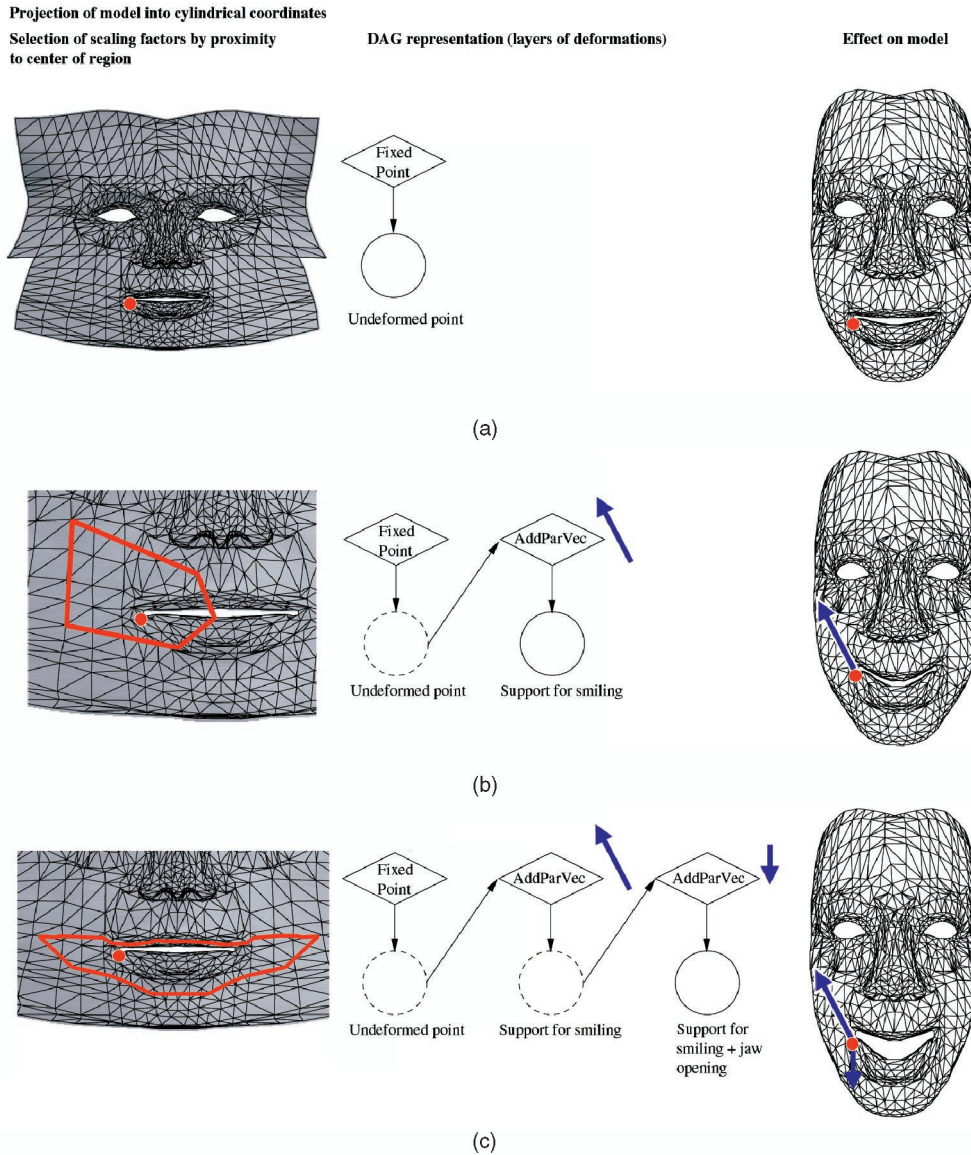 Projection of model into cylindrical coordinates
Selection of scaling factors by proximity
to center of region
DAG representation (layers of deformations)
Effect on model
Fixed
Point
Undeformed point
(a)
Fixed
Point
AddParVec
Undeformed point
Support for smiling
(b)
Fixed
Point
AddParVec
AddParVec
Undeformed point
Support for smiling
Support for
smiling + jaw
opening
(c)